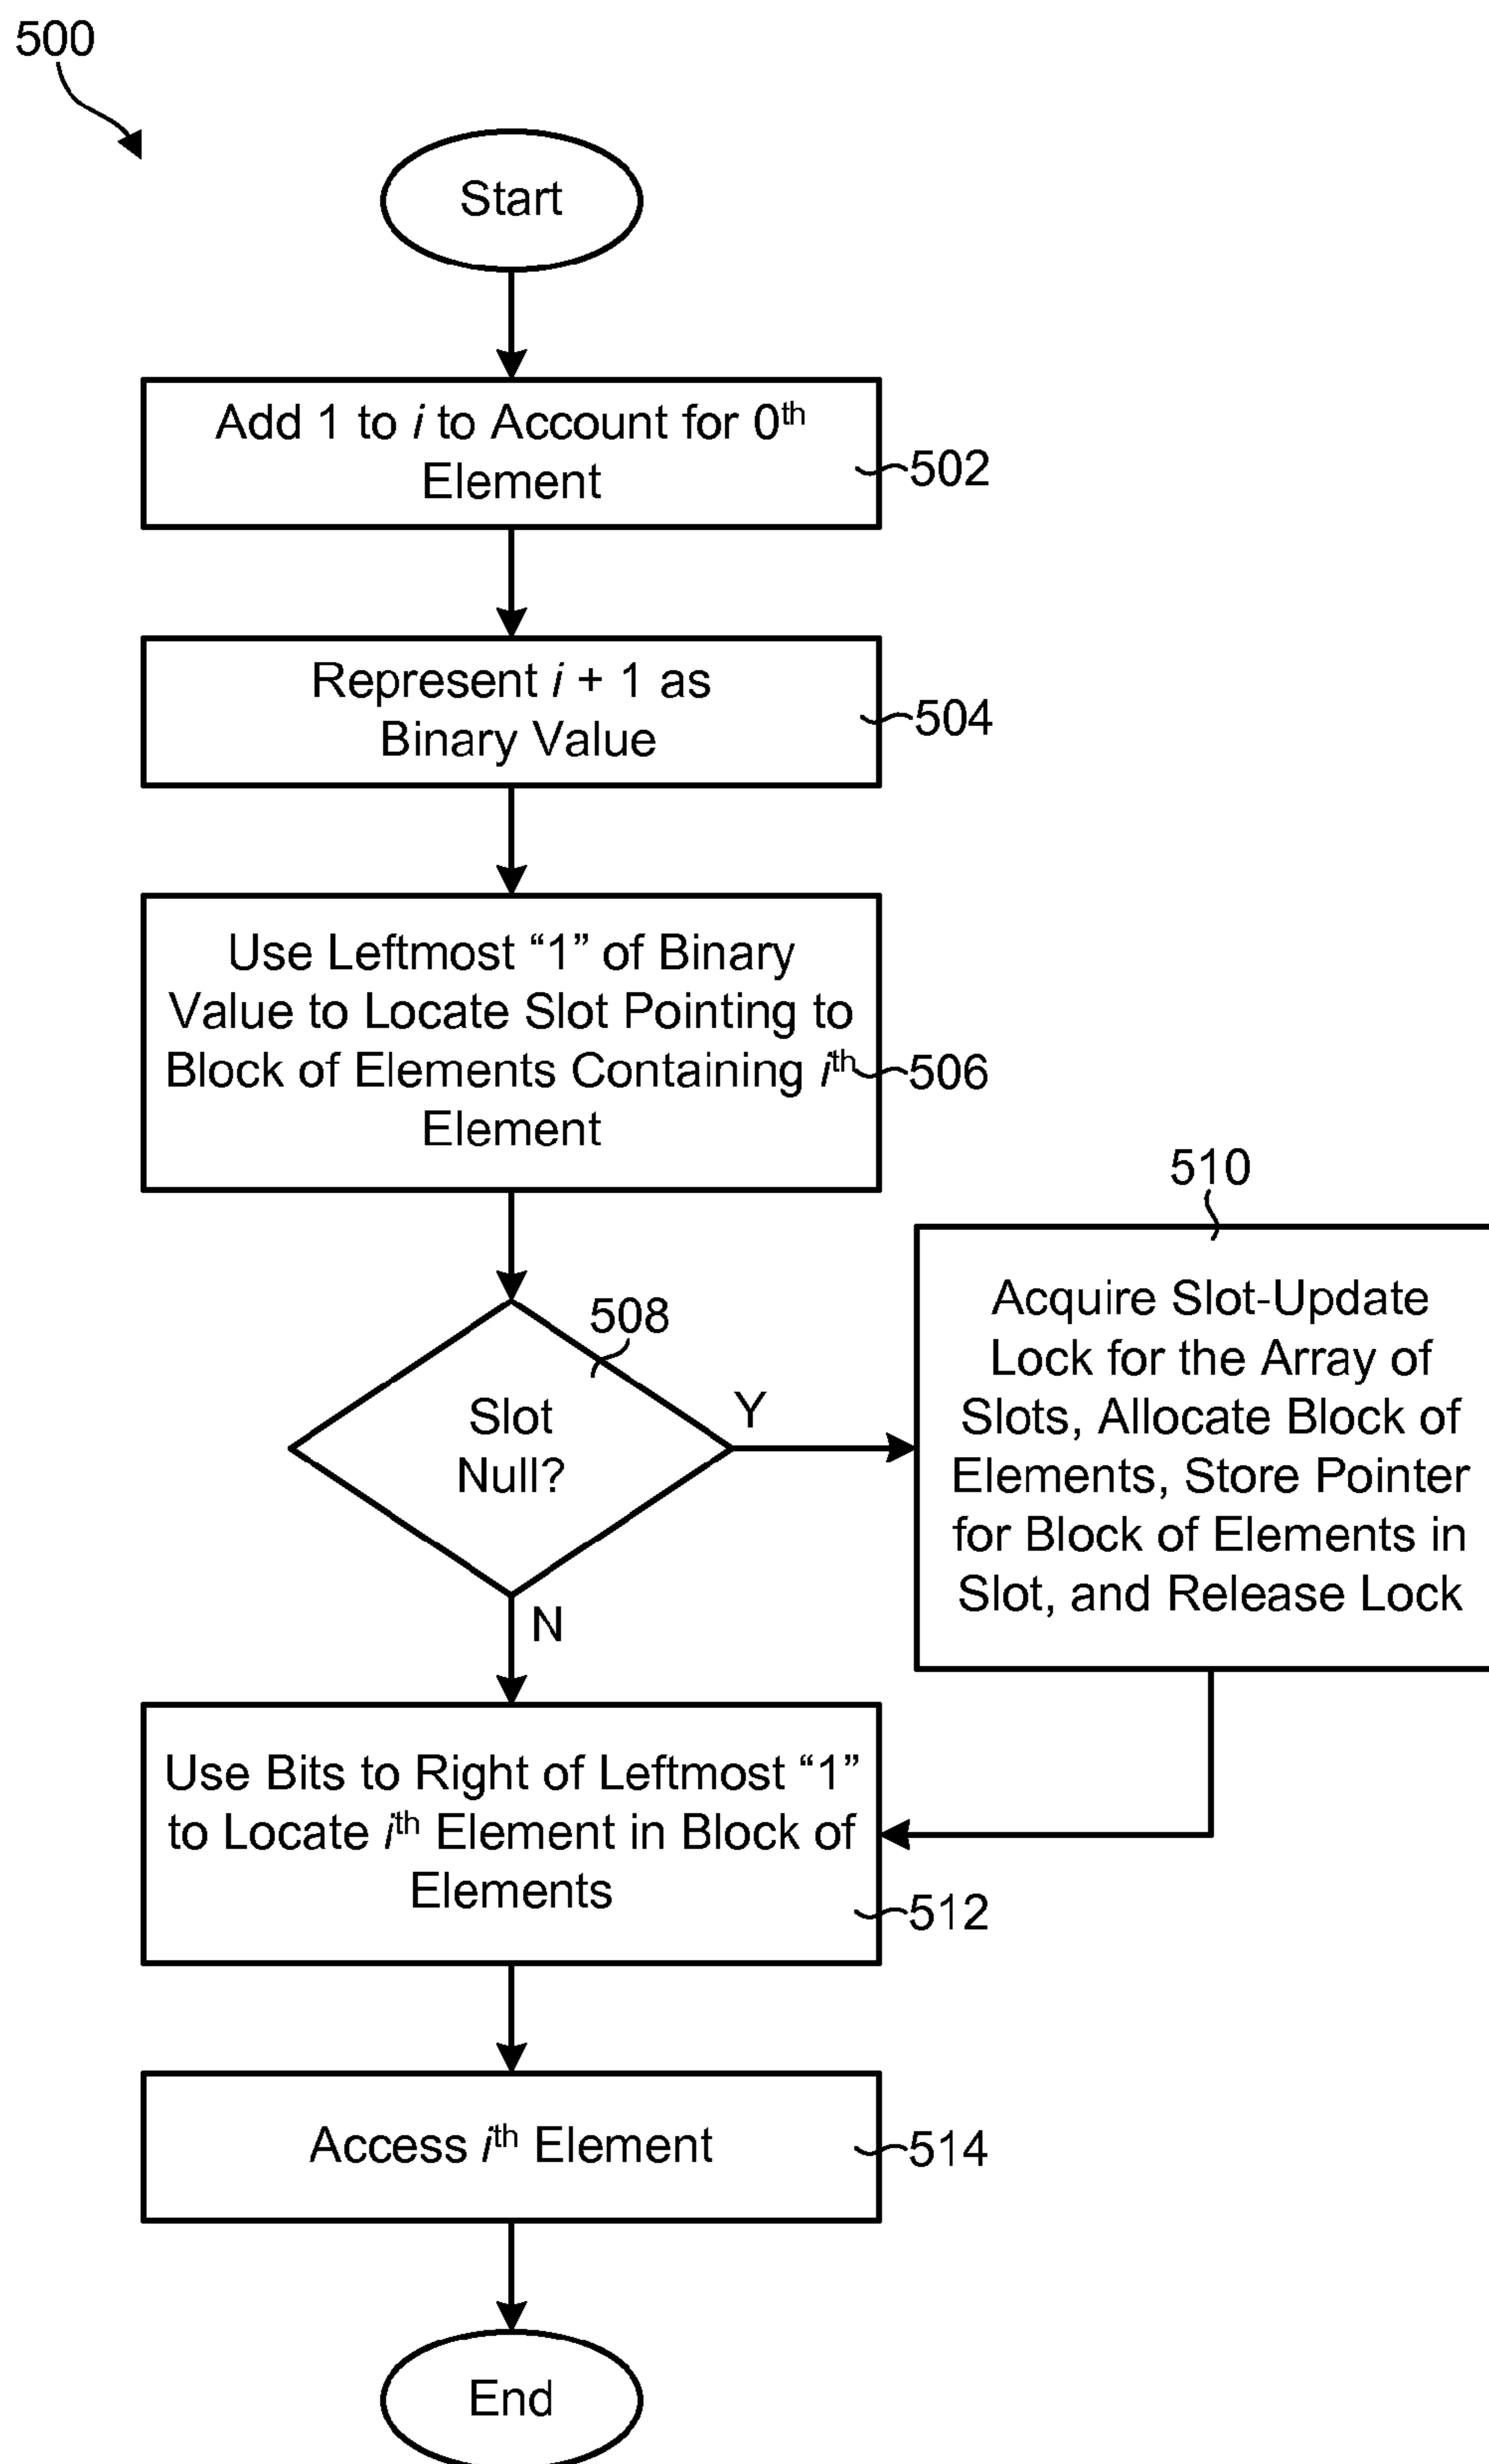 500
Start
Add 1 to i to Account for 0th
Element
502
Represent i + 1 as
Binary Value
504
Use Leftmost “1” of Binary
Value to Locate Slot Pointing to
Block of Elements Containing ith
Element
506
508
Slot
Null?
Y
N
510
Acquire Slot-Update
Lock for the Array of
Slots, Allocate Block of
Elements, Store Pointer
for Block of Elements in
Slot, and Release Lock
Use Bits to Right of Leftmost “1”
to Locate ith Element in Block of
Elements
512
Access ith Element
514
End